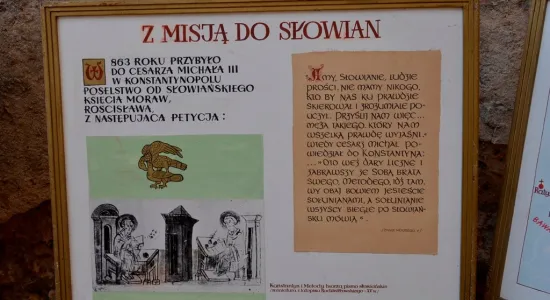 Z MISJĄ DO SŁOWIAN
W 863 ROKU PRZYBYŁO
DO CESARZA MICHAŁA III
W KONSTANTYNOPOLU
POSELSTWO OD SŁOWIAŃSKIEGO
KSIĘCIA MORAW,
ROŚCISŁAWA,
Z NASTĘPUJĄCĄ PETYCJĄ :
„My, SŁOWIANIE, LUDZIE
PROŚCI, NIE MAMY NIKOGO,
KTO BY NAS KU PRAWDZIE
SKIEROWAŁ I ZROZUMIALE PO-
UCZYŁ. PRZYŚLIJ NAM WIĘC...
MĘŻA TAKIEGO, KTÓRY NAM
WSZELKĄ PRAWDĘ WYJAŚNI."
WTEDY CESARZ MICHAŁ PO-
WIEDZIAŁ DO KONSTANTYNA:
...„OTO WEŹ DARY LICZNE I
ZABRAWSZY ZE SOBĄ BRATA
SWEGO, METODEGO, IDŹ TAM,
WY OBAJ BOWIEM JESTEŚCIE
SOŁUNIANAMI, A SOŁUNIANIE
WSZYSCY BIEGLE PO SŁOWIAŃ-
SKU MÓWIĄ".